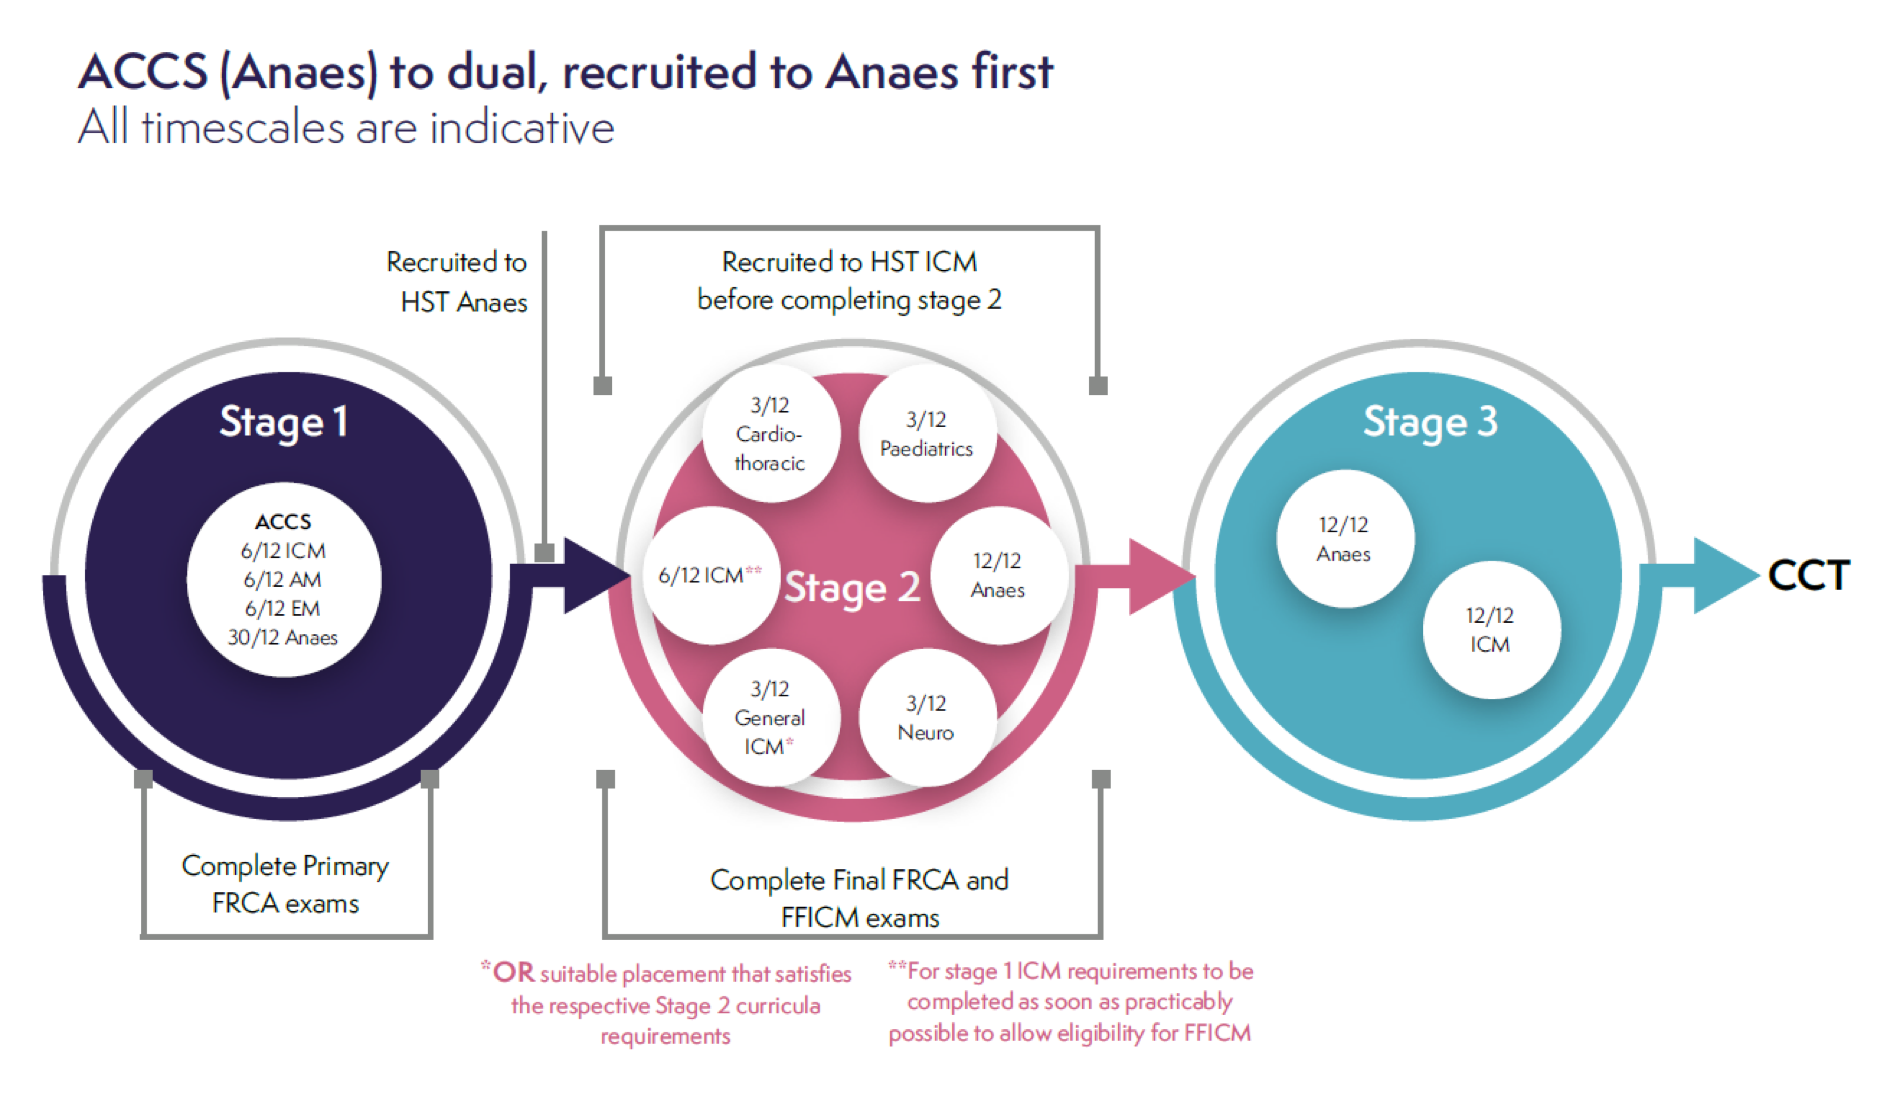 ACCS (Anaes) to dual, recruited to Anaes first
All timescales are indicative
Recruited to
HST Anaes
Recruited to HST ICM
before completing stage 2
Stage 1
ACCS
6/12 ICM
6/12 AM
6/12 EM
30/12 Anaes
Complete Primary
FRCA exams
3/12
Cardio-
thoracic
3/12
Paediatrics
6/12 ICM**
Stage 2
12/12
Anaes
3/12
General
ICM*
3/12
Neuro
Complete Final FRCA and
FFICM exams
*OR suitable placement that satisfies
the respective Stage 2 curricula
requirements
**For stage 1 ICM requirements to be
completed as soon as practicably
possible to allow eligibility for FFICM
Stage 3
12/12
Anaes
12/12
ICM
CCT